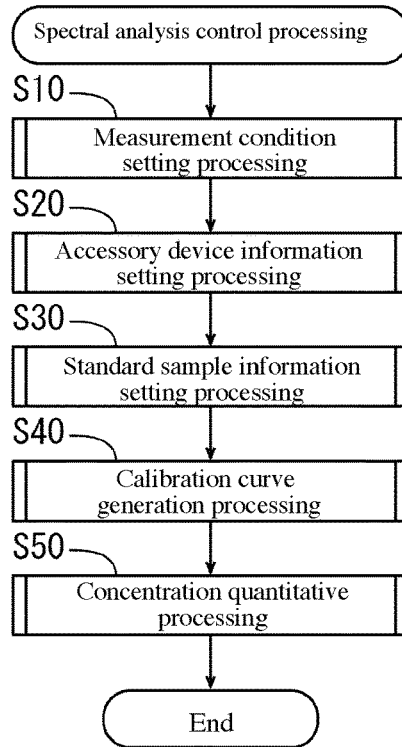 Spectral analysis control processing
S10
Measurement condition
setting processing
S20
Accessory device information
setting processing
S30
Standard sample information
setting processing
S40
Calibration curve
generation processing
S50
Concentration quantitative
processing
End